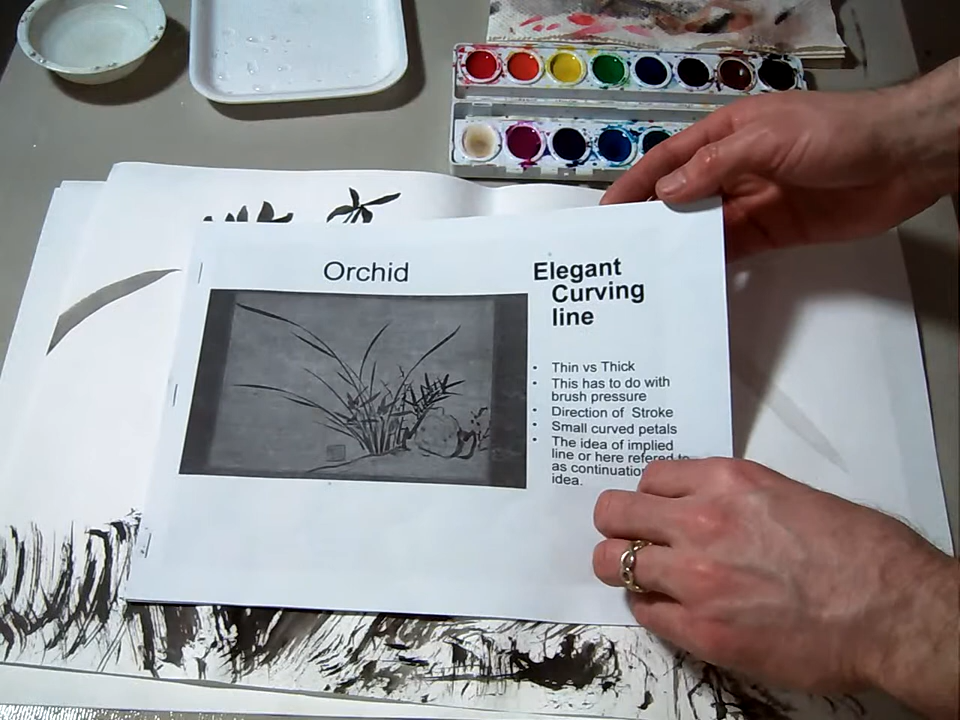 Orchid
Elegant
Curving
line
• Thin vs Thick
• This has to do with
brush pressure
• Direction of Stroke
• Small curved petals
• The idea of implied
line or here refered to
as continuation
idea.